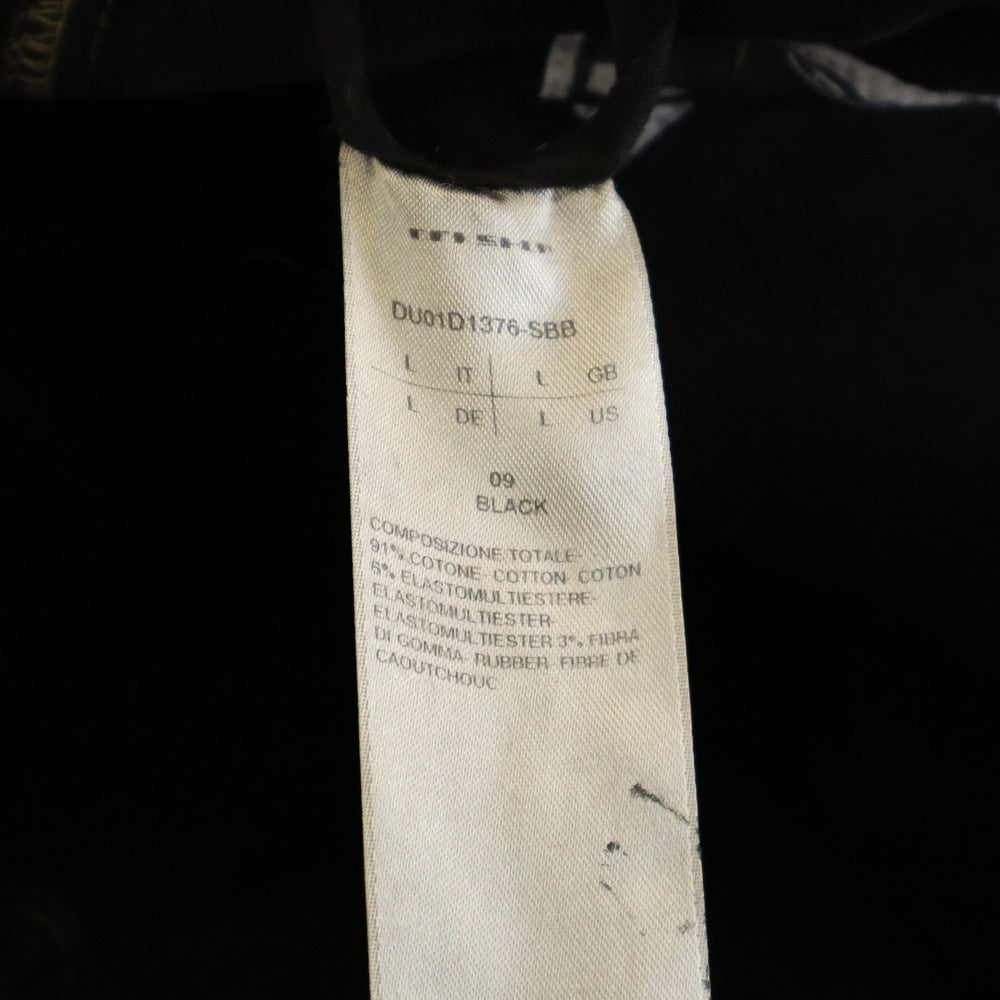 DU01D1376-SBB
L IT L GB
L DE L US
09
BLACK
COMPOSIZIONE TOTALE-
91% COTONE- COTTON- COTON
6% ELASTOMULTIESTERE-
ELASTOMULTIESTER-
ELASTOMULTIESTER 3% FIBRA
DI GOMMA- RUBBER- FIBRE DE
CAOUTCHOUC